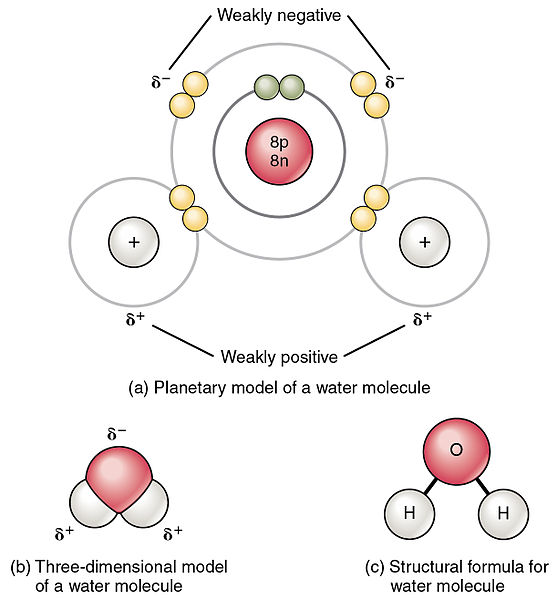 Weakly negative
δ− δ−
8p
8n
+ +
δ+ δ+
Weakly positive
(a) Planetary model of a water molecule
δ−
δ+ δ+
(b) Three-dimensional model
of a water molecule
O
H H
(c) Structural formula for
water molecule